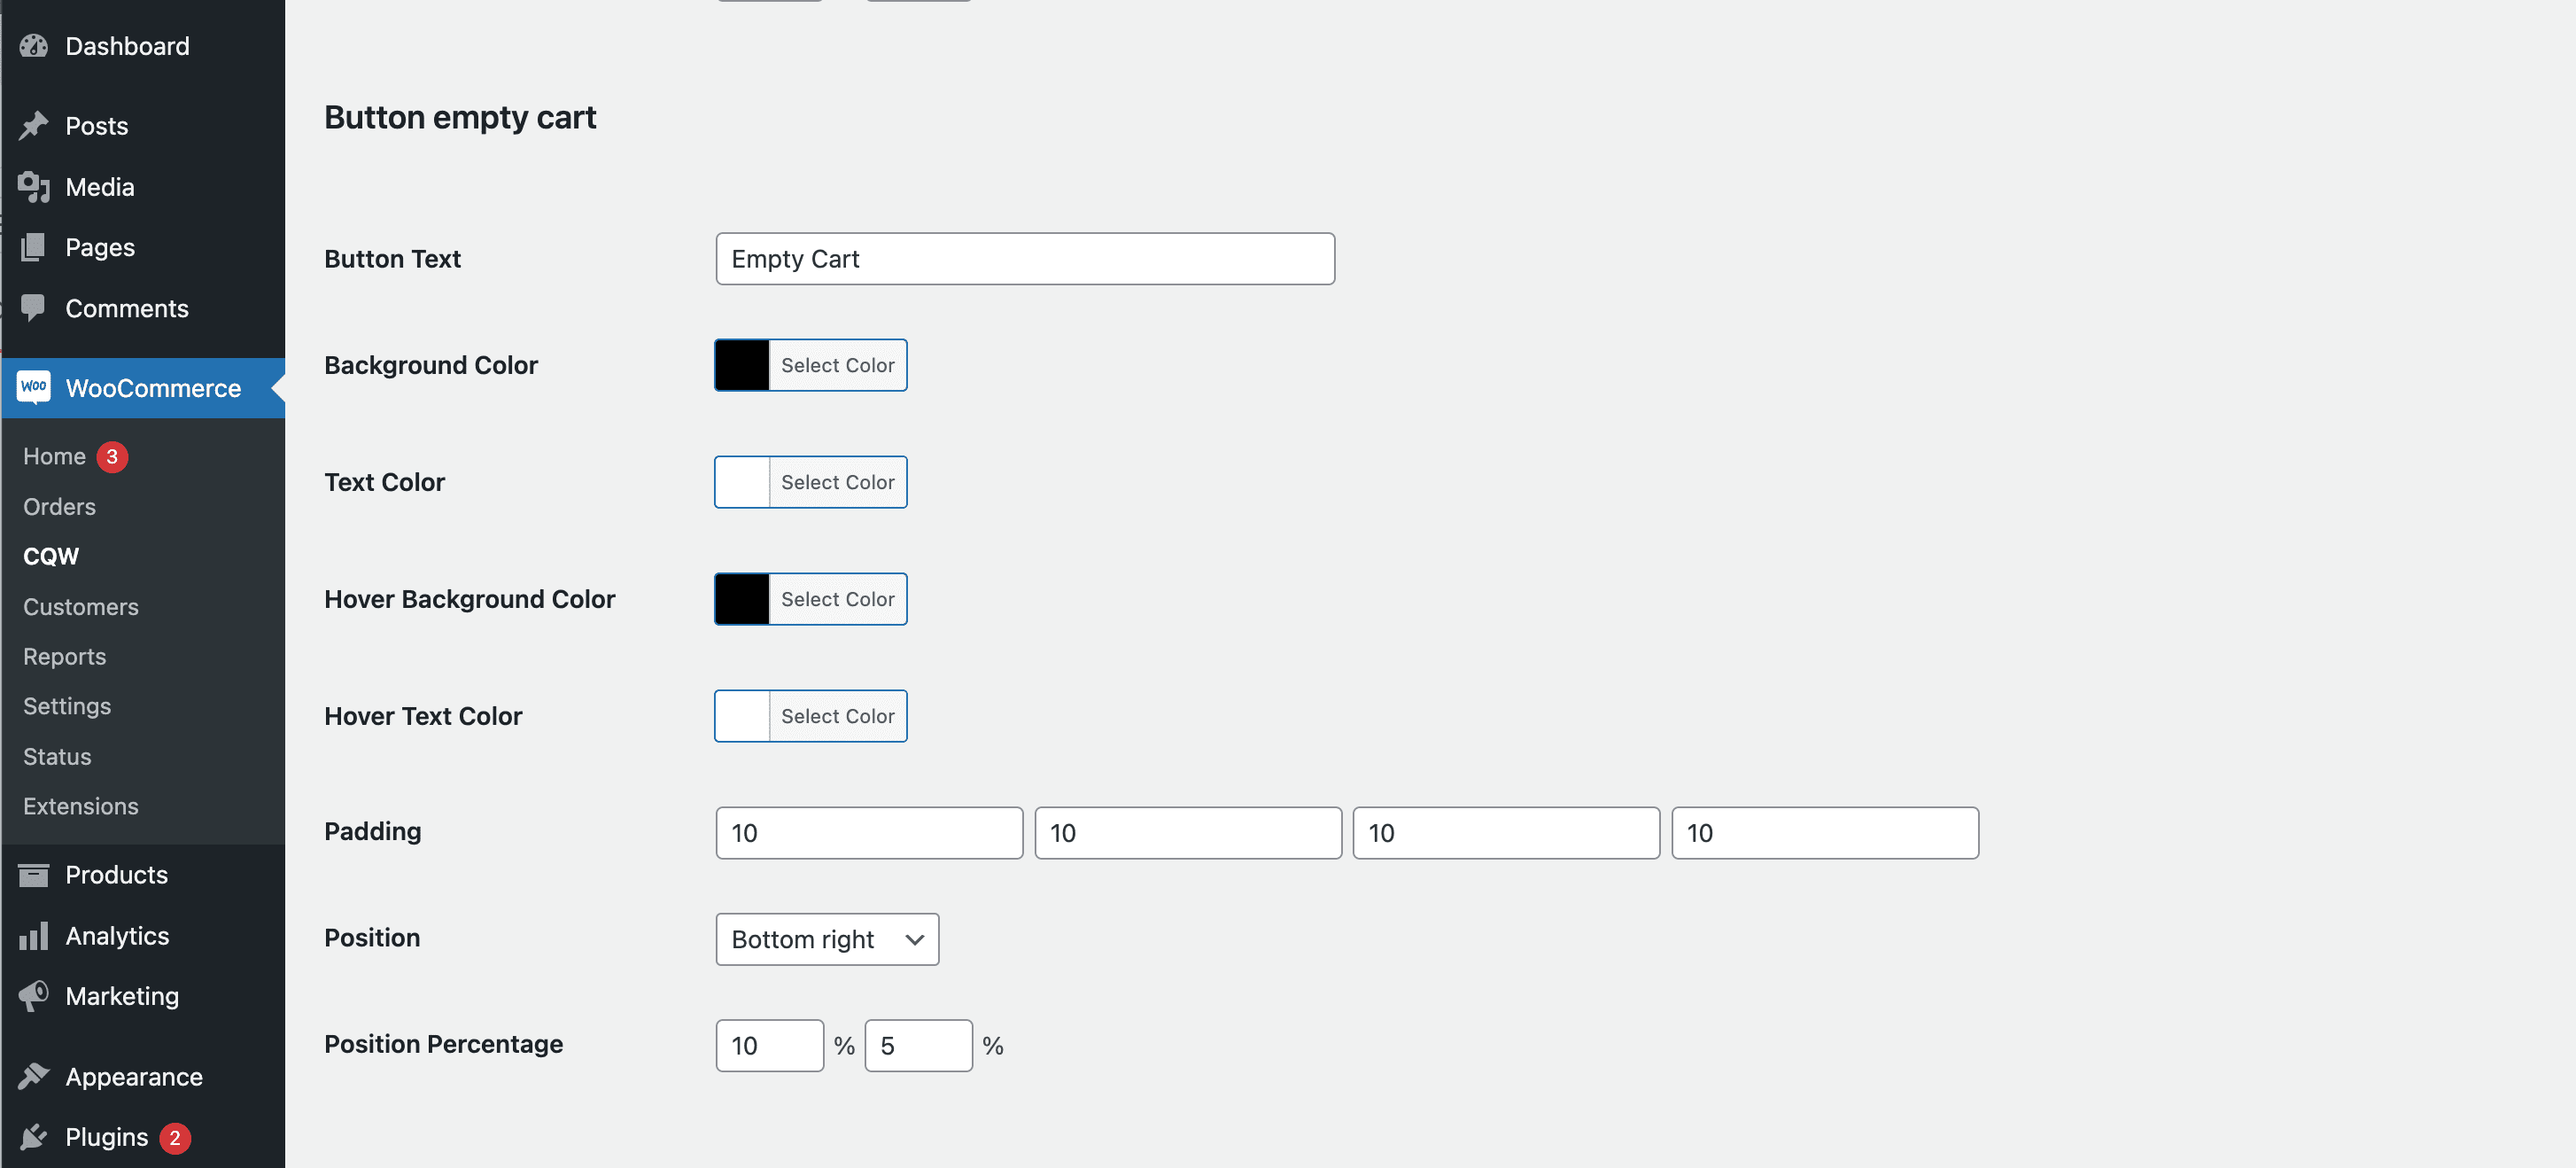 Dashboard
Posts
Media
Pages
Comments
Woo WooCommerce
Home 3
Orders
CQW
Customers
Reports
Settings
Status
Extensions
Products
Analytics
Marketing
Appearance
Plugins 2
Button empty cart
Button Text Empty Cart
Background Color Select Color
Text Color Select Color
Hover Background Color Select Color
Hover Text Color Select Color
Padding 10 10 10 10
Position Bottom right
Position Percentage 10 % 5 %